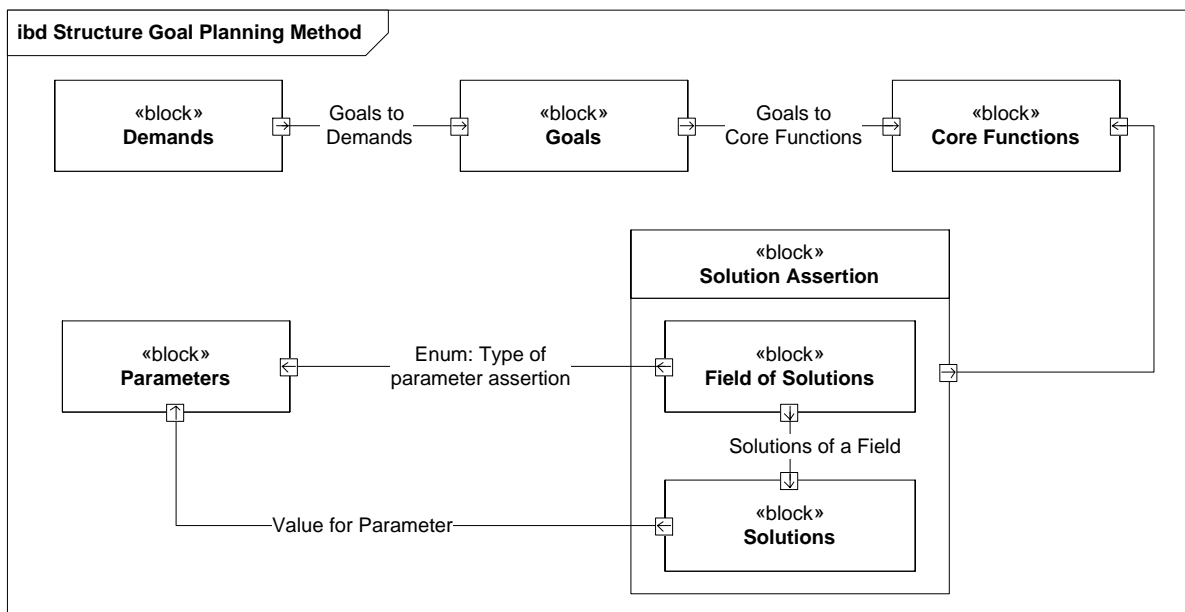 ibd Structure Goal Planning Method
«block»
Demands
Goals to
Demands
«block»
Goals
Goals to
Core Functions
«block»
Core Functions
«block»
Solution Assertion
«block»
Parameters
Enum: Type of
parameter assertion
«block»
Field of Solutions
Solutions of a Field
Value for Parameter
«block»
Solutions